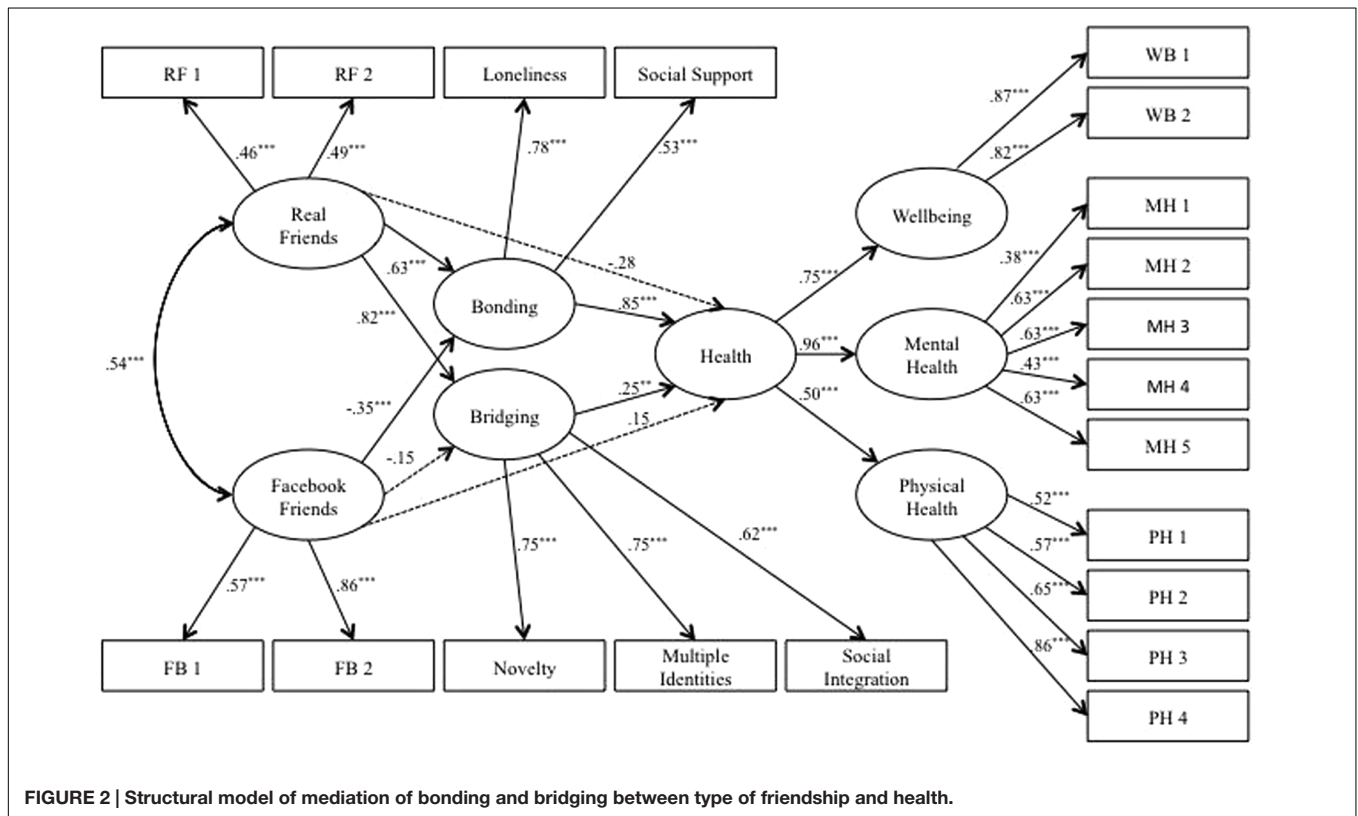 RF 1
RF 2
Loneliness
Social Support
WB 1
.87***
WB 2
.82***
.46***
.49***
.78***
.53***
Real
Friends
Wellbeing
MH 1
.38***
MH 2
.63***
MH 3
.63***
MH 4
.43***
MH 5
.63***
.63***
-.28
.75***
Bonding
.85***
.82***
Health
.96***
Mental
Health
.54***
-.35***
Bridging
.25**
.15
.50***
-.15
Facebook
Friends
Physical
Health
.52***
PH 1
.57***
PH 2
.65***
PH 3
.86***
PH 4
.57***
.86***
.75***
.75***
.62***
FB 1
FB 2
Novelty
Multiple
Identities
Social
Integration
FIGURE 2 | Structural model of mediation of bonding and bridging between type of friendship and health.